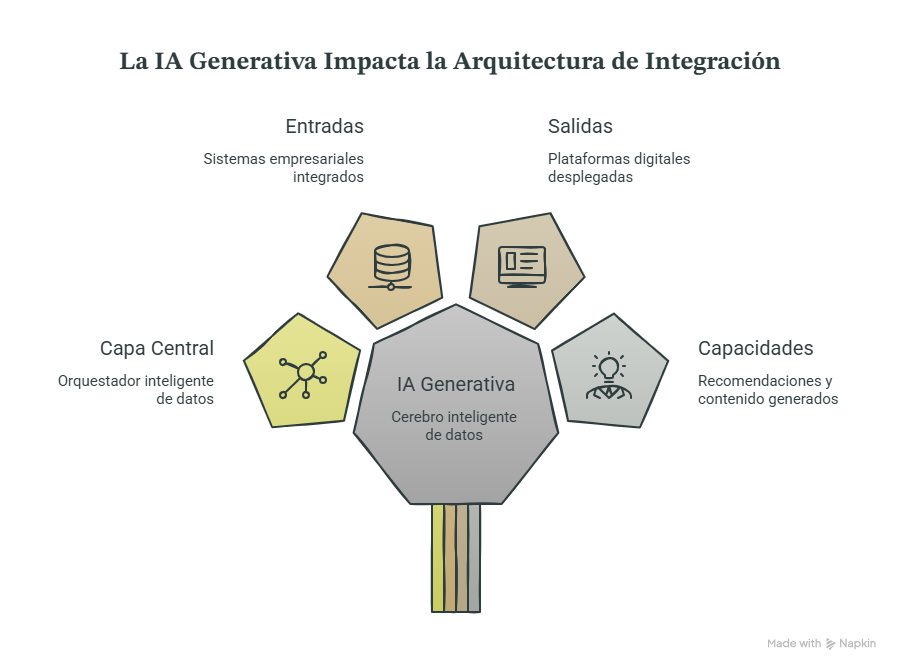 La IA Generativa Impacta la Arquitectura de Integración
Entradas
Sistemas empresariales
integrados
Salidas
Plataformas digitales
desplegadas
Capa Central
Orquestador inteligente
de datos
IA Generativa
Cerebro inteligente
de datos
Capacidades
Recomendaciones y
contenido generados
Made with Napkin